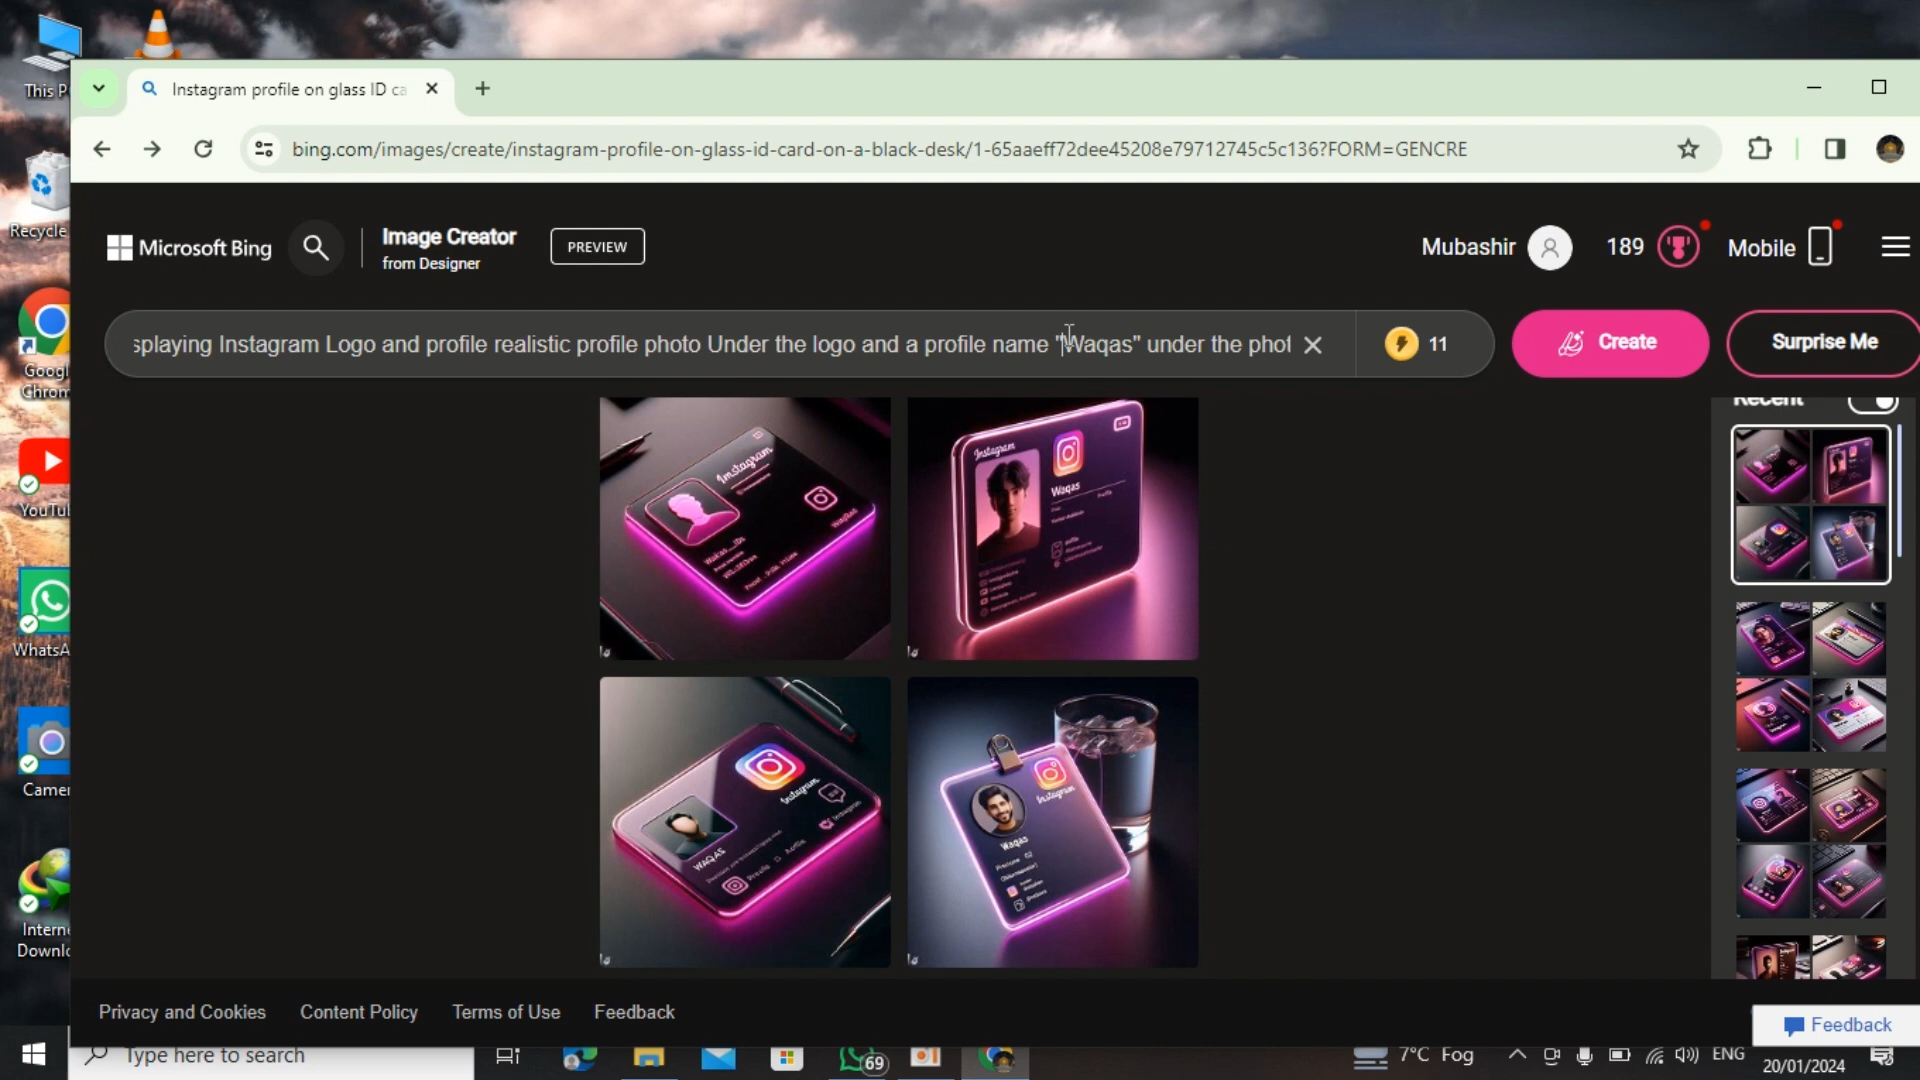 This P
Recycle
Googl
Chrom
YouTul
WhatsA
Camer
Interne
Downlo
Instagram profile on glass ID ca
bing.com/images/create/instagram-profile-on-glass-id-card-on-a-black-desk/1-65aaeff72dee45208e79712745c5c136?FORM=GENCRE
Microsoft Bing
Image Creator
from Designer
PREVIEW
Mubashir
189
Mobile
splaying Instagram Logo and profile realistic profile photo Under the logo and a profile name "Waqas" under the phot
11
Create
Surprise Me
Recent
Imstagram
Instagram
Waqas
Instagram
WAQAS
Instagram
Waqas
Privacy and Cookies
Content Policy
Terms of Use
Feedback
Feedback
Type here to search
69
7°C Fog
ENG
20/01/2024